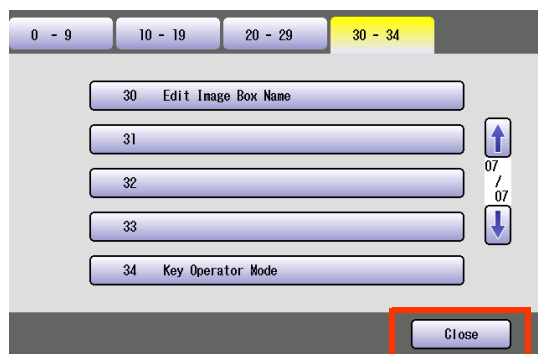 0 - 9 10 - 19 20 - 29 30 - 34
30 Edit Image Box Name
31
32
33
34 Key Operator Mode
07
/
07
Close